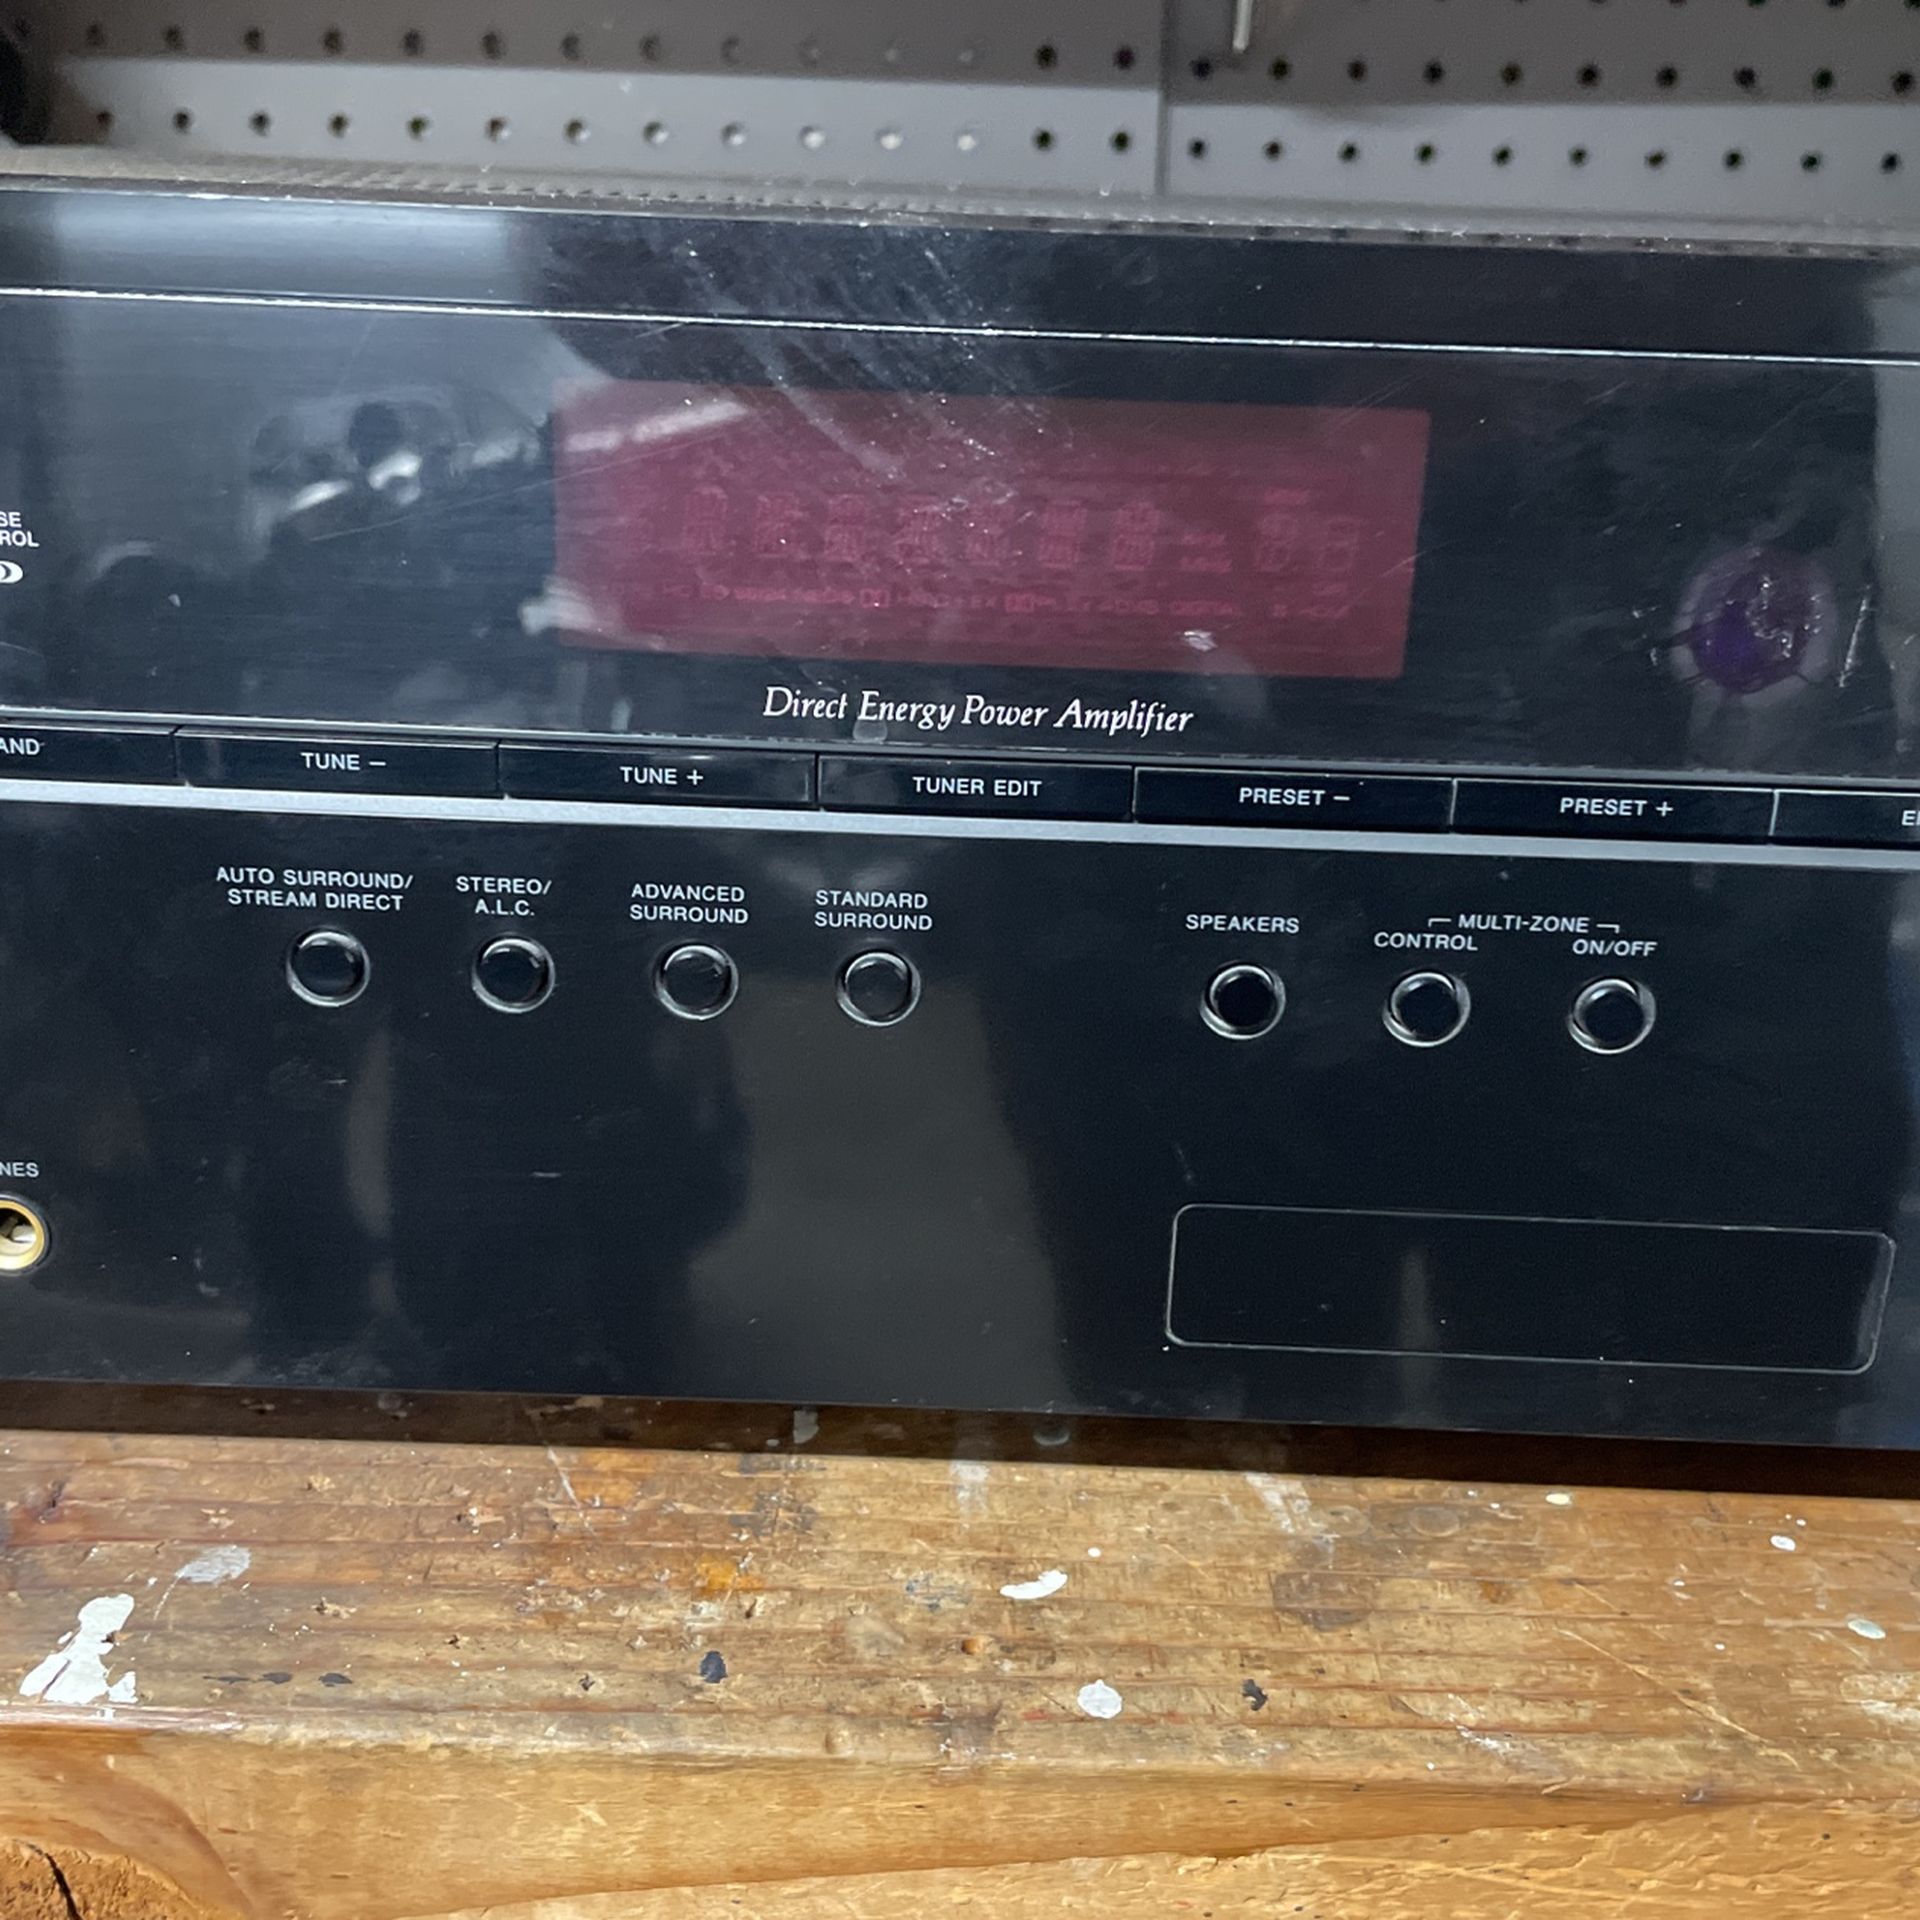 Direct Energy Power Amplifier
TUNE −
TUNE +
TUNER EDIT
PRESET −
PRESET +
AUTO SURROUND/
STREAM DIRECT
STEREO/
A.L.C.
ADVANCED
SURROUND
STANDARD
SURROUND
SPEAKERS
MULTI-ZONE
CONTROL
ON/OFF